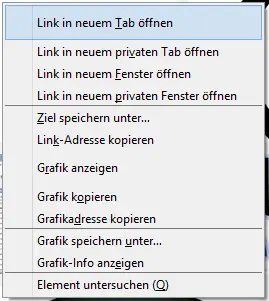 Link in neuem Tab öffnen
Link in neuem privaten Tab öffnen
Link in neuem Fenster öffnen
Link in neuem privaten Fenster öffnen
Ziel speichern unter...
Link-Adresse kopieren
Grafik anzeigen
Grafik kopieren
Grafikadresse kopieren
Grafik speichern unter...
Grafik-Info anzeigen
Element untersuchen (Q)